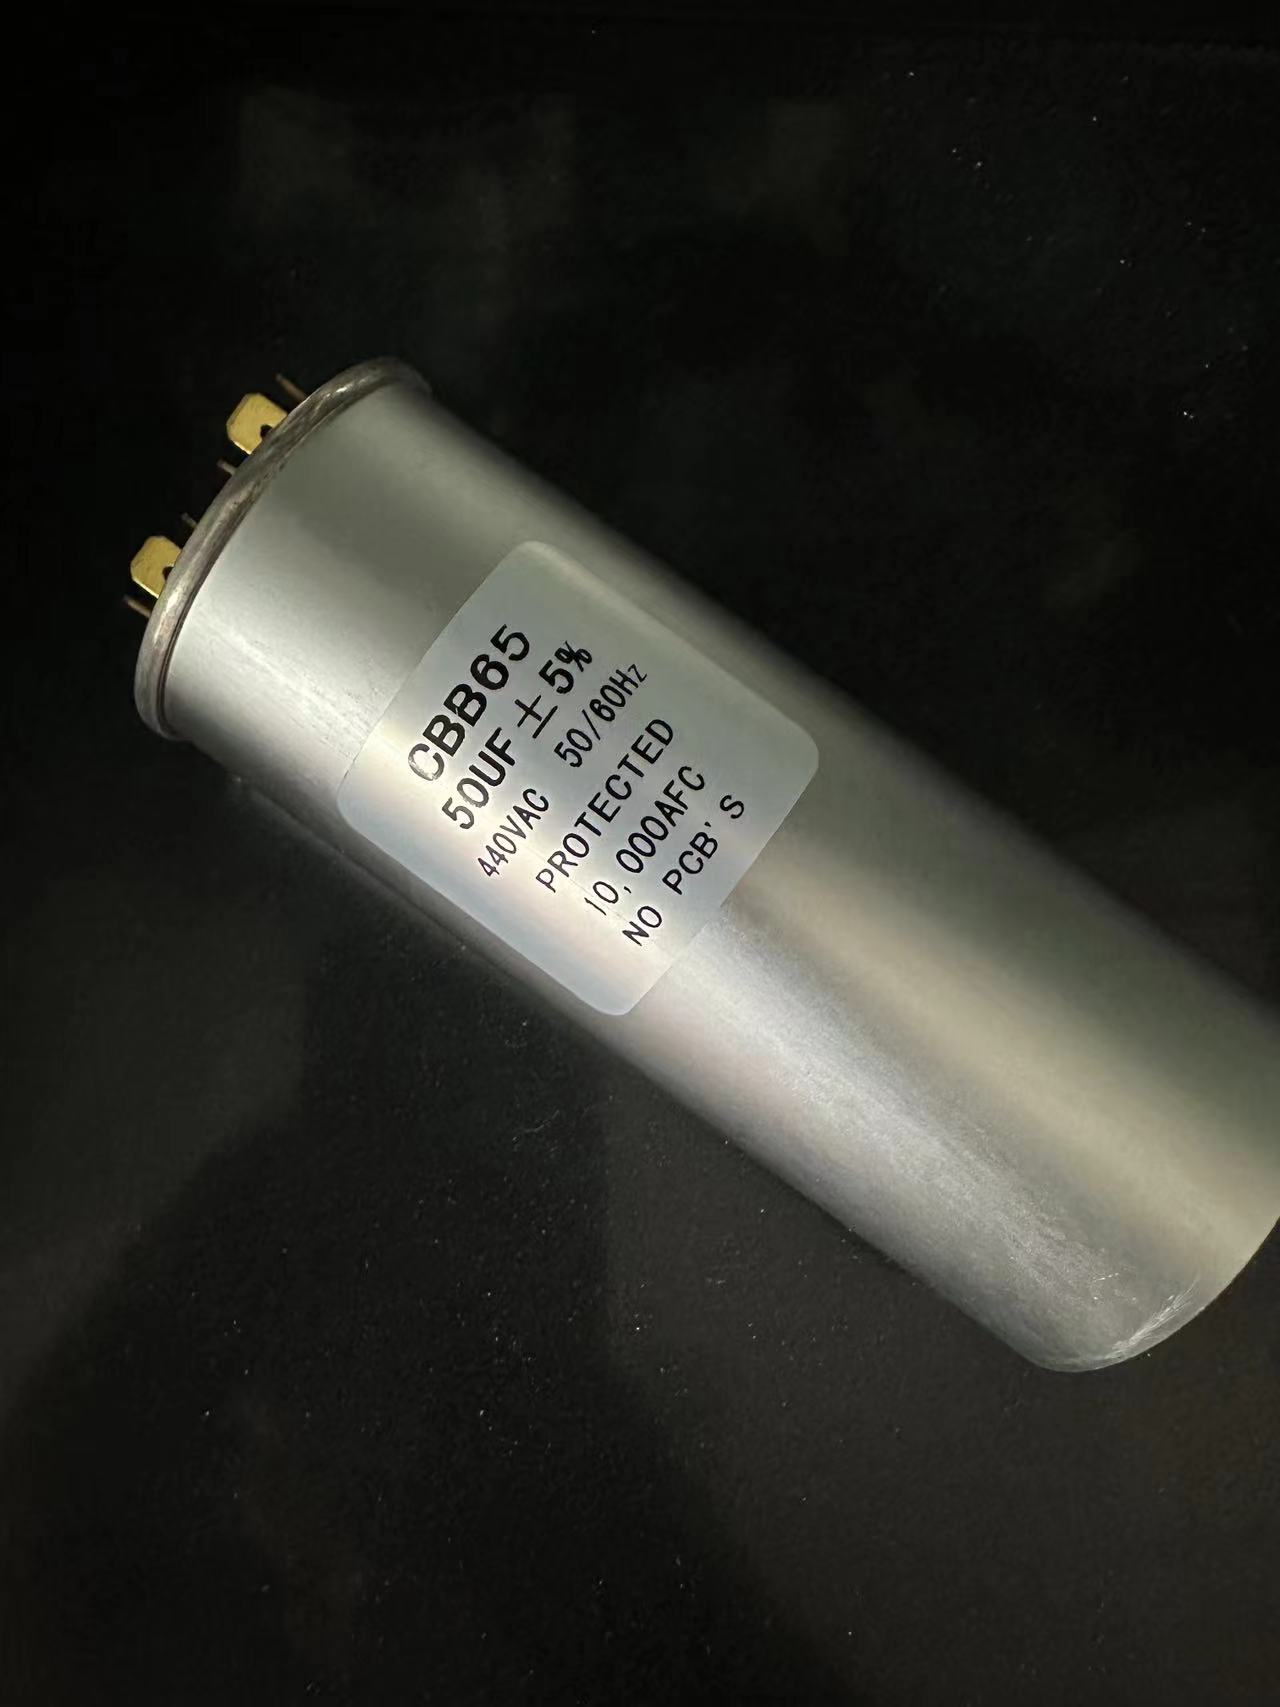 CBB65
50UF ± 5%
440VAC 50/60Hz
PROTECTED
10,000AFC
NO PCB'S